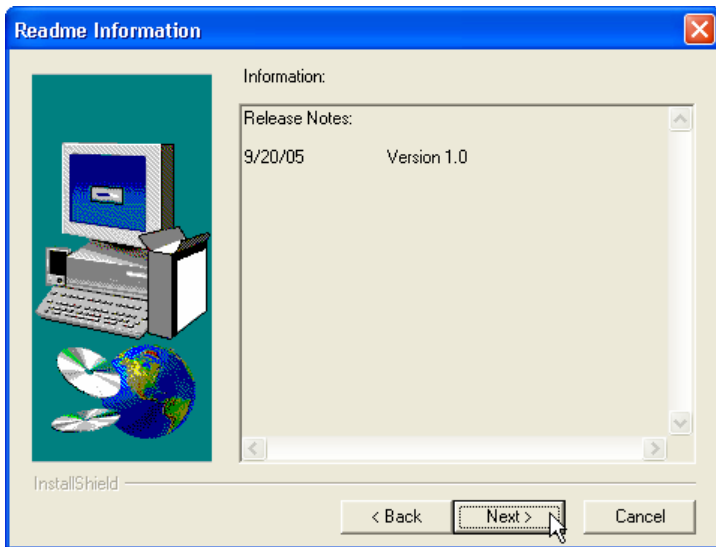 Readme Information
Information:
Release Notes:
9/20/05 Version 1.0
InstallShield
< Back Next > Cancel